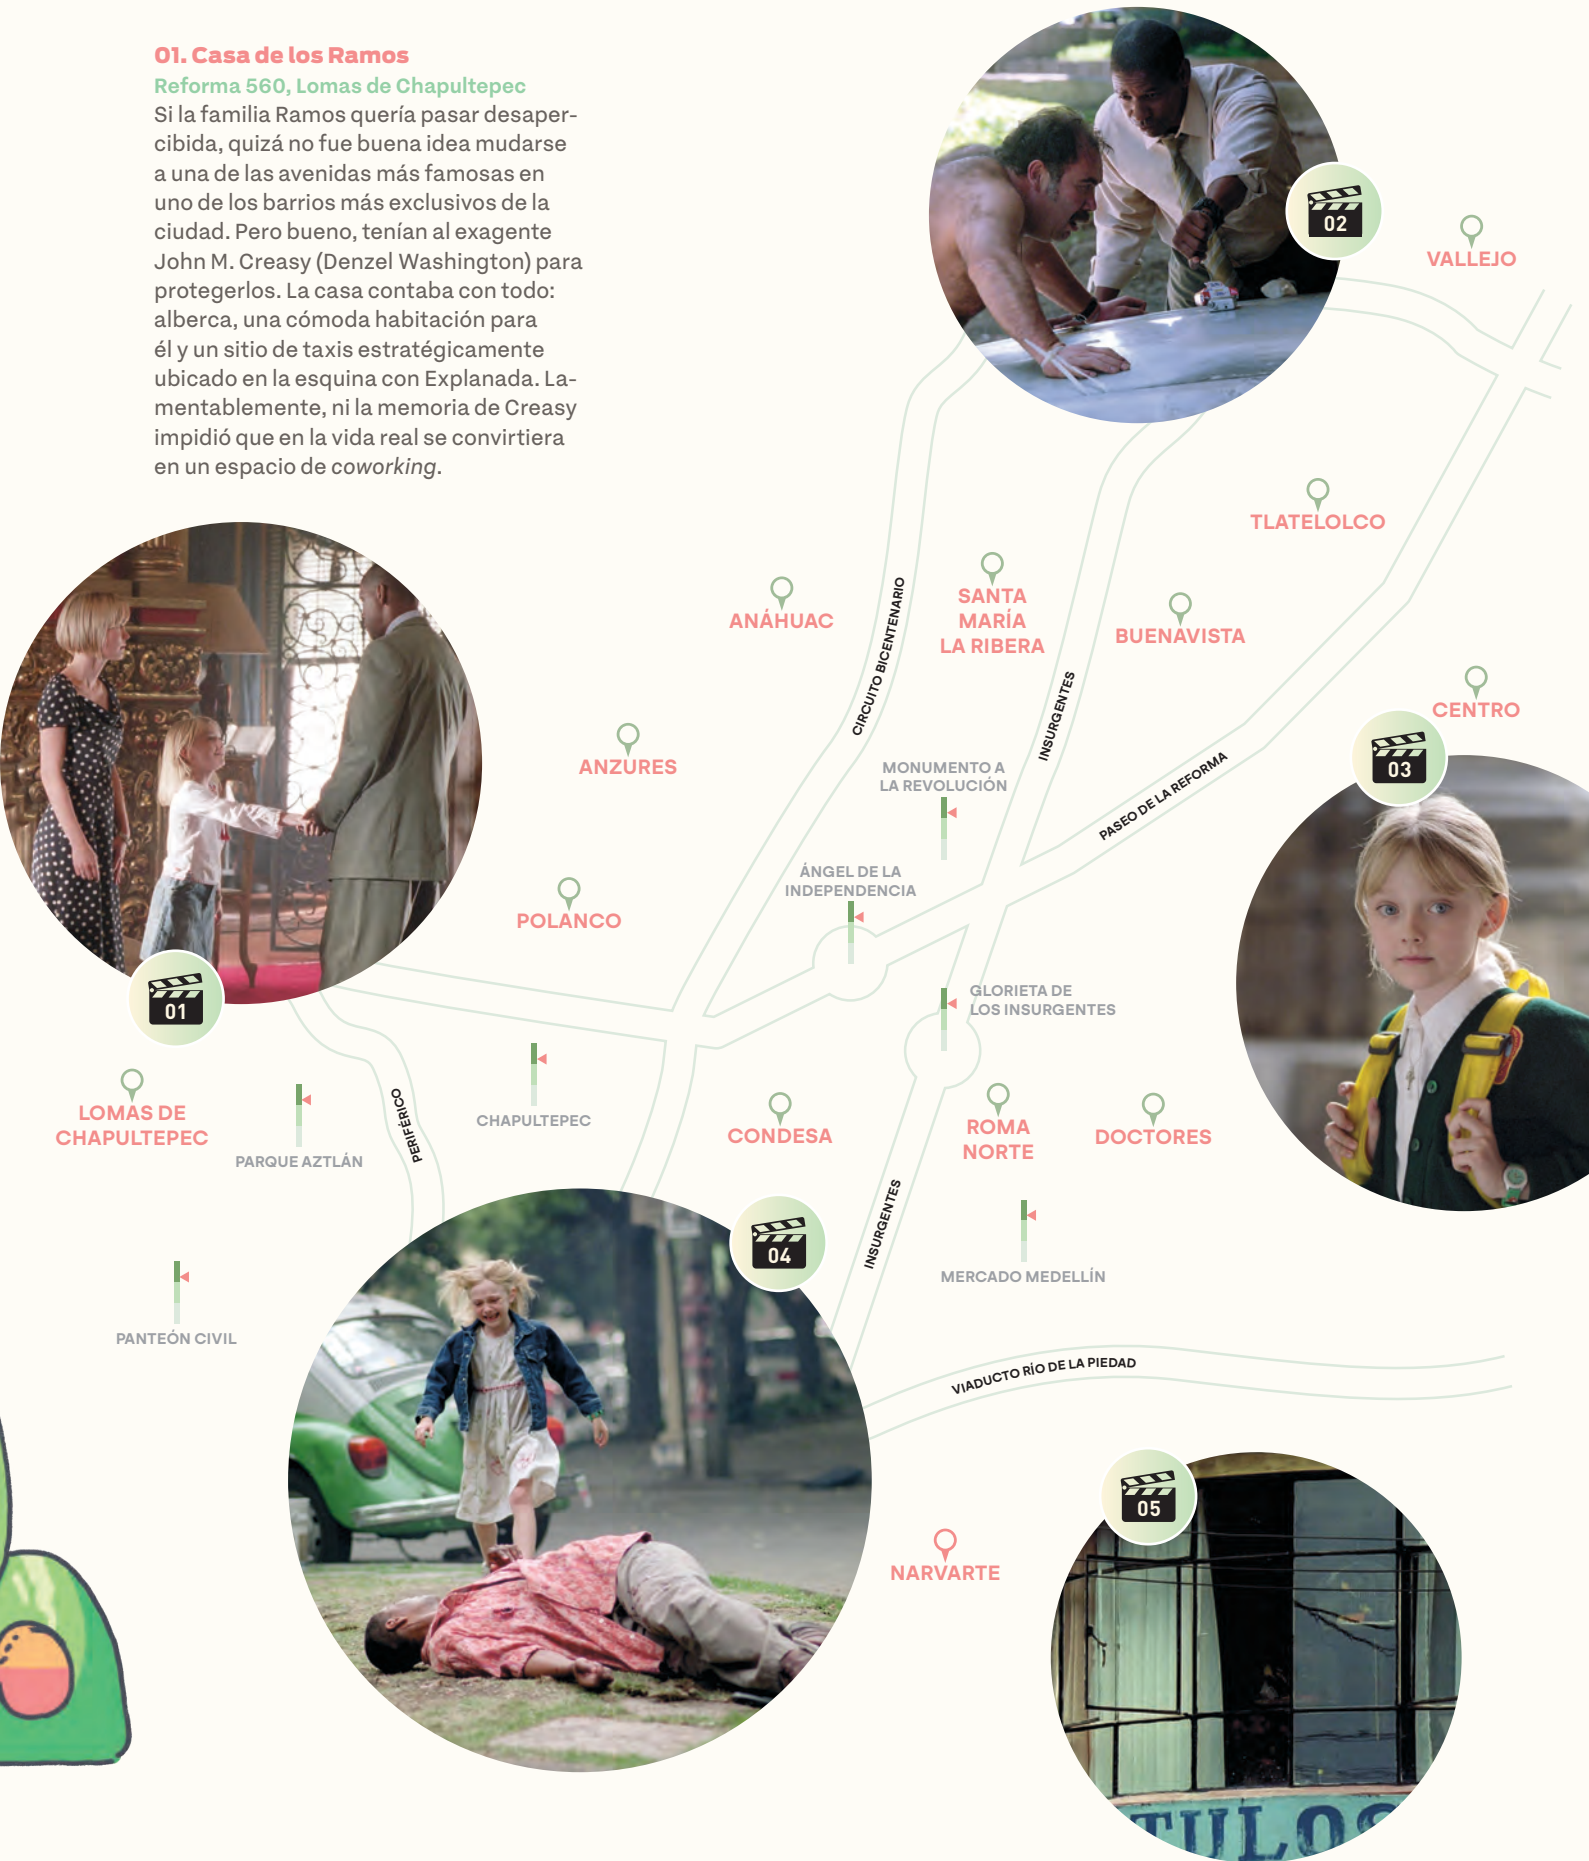 01. Casa de los Ramos
Reforma 560, Lomas de Chapultepec
Si la familia Ramos quería pasar desaper-
cibida, quizá no fue buena idea mudarse
a una de las avenidas más famosas en
uno de los barrios más exclusivos de la
ciudad. Pero bueno, tenían al exagente
John M. Creasy (Denzel Washington) para
protegerlos. La casa contaba con todo:
alberca, una cómoda habitación para
él y un sitio de taxis estratégicamente
ubicado en la esquina con Explanada. La-
mentablemente, ni la memoria de Creasy
impidió que en la vida real se convirtiera
en un espacio de coworking.
02
VALLEJO
TLATELOLCO
ANÁHUAC
CIRCUITO BICENTENARIO
SANTA
MARÍA
LA RIBERA
BUENAVISTA
INSURGENTES
CENTRO
03
ANZURES
MONUMENTO A
LA REVOLUCIÓN
PASEO DE LA REFORMA
ÁNGEL DE LA
INDEPENDENCIA
POLANCO
01
GLORIETA DE
LOS INSURGENTES
LOMAS DE
CHAPULTEPEC
PARQUE AZTLÁN
PERIFÉRICO
CHAPULTEPEC
CONDESA
ROMA
NORTE
DOCTORES
04
INSURGENTES
MERCADO MEDELLÍN
PANTEÓN CIVIL
VIADUCTO RÍO DE LA PIEDAD
05
NARVARTE
TULOS